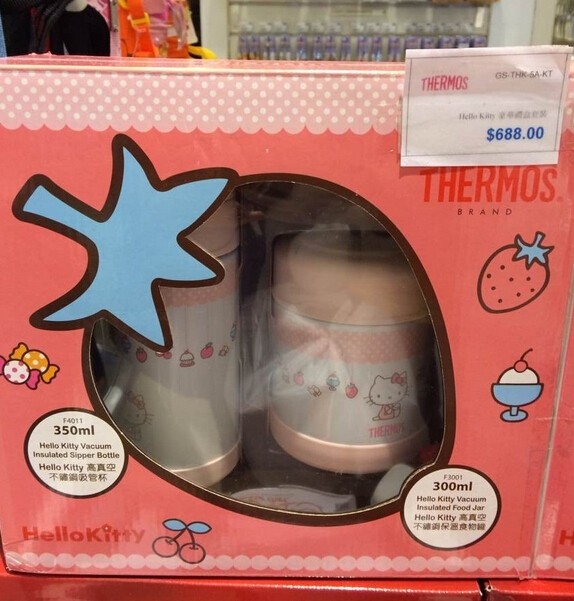 THERMOS
GS-THK-5A-KT
Hello Kitty 豪華禮盒套裝
$688.00
THERMOS
BRAND
F4011
350ml
Hello Kitty Vacuum
Insulated Sipper Bottle
Hello Kitty 高真空
不鏽鋼吸管杯
THERMOS
F3001
300ml
Hello Kitty Vacuum
Insulated Food Jar
Hello Kitty 高真空
不鏽鋼保溫食物罐
HelloKitty
H